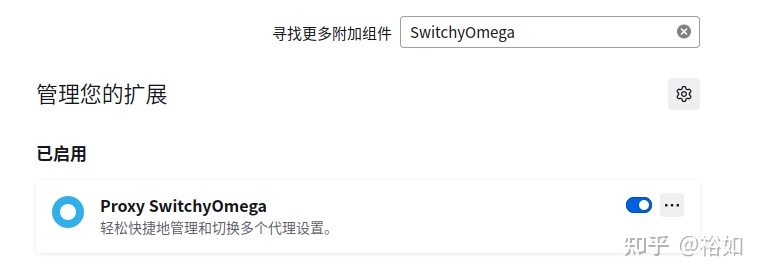 寻找更多附加组件 SwitchyOmega
管理您的扩展
已启用
Proxy SwitchyOmega
轻松快捷地管理和切换多个代理设置。
知乎 @裕如